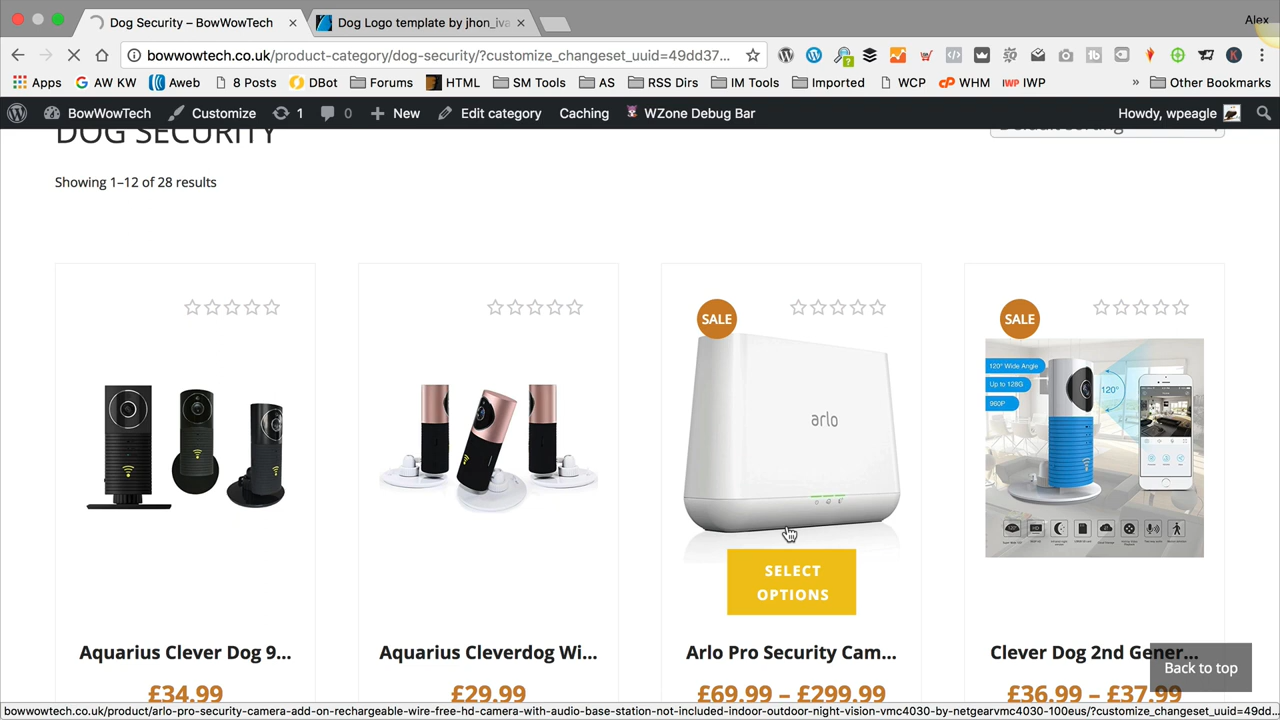 Dog Security – BowWowTech
Dog Logo template by jhon_iva
Alex
bowwowtech.co.uk/product-category/dog-security/?customize_changeset_uuid=49dd37...
Apps AW KW Aweb 8 Posts DBot Forums HTML SM Tools AS RSS Dirs IM Tools Imported WCP WHM IWP » Other Bookmarks
BowWowTech Customize 1 0 New Edit category Caching WZone Debug Bar Howdy, wpeagle
DOG SECURITY
Default sorting
Showing 1–12 of 28 results
SALE
SALE
120° Wide Angle
Up to 128G
960P
120°
arlo
SELECT
OPTIONS
Aquarius Clever Dog 9...
Aquarius Cleverdog Wi...
Arlo Pro Security Cam...
Clever Dog 2nd Gener...
Back to top
£34.99
£29.99
£69.99 – £299.99
£36.99 – £37.99
bowwowtech.co.uk/product/arlo-pro-security-camera-add-on-rechargeable-wire-free-hd-camera-with-audio-base-station-not-included-indoor-outdoor-night-vision-vmc4030-by-netgearvmc4030-100eus/?customize_changeset_uuid=49dd...